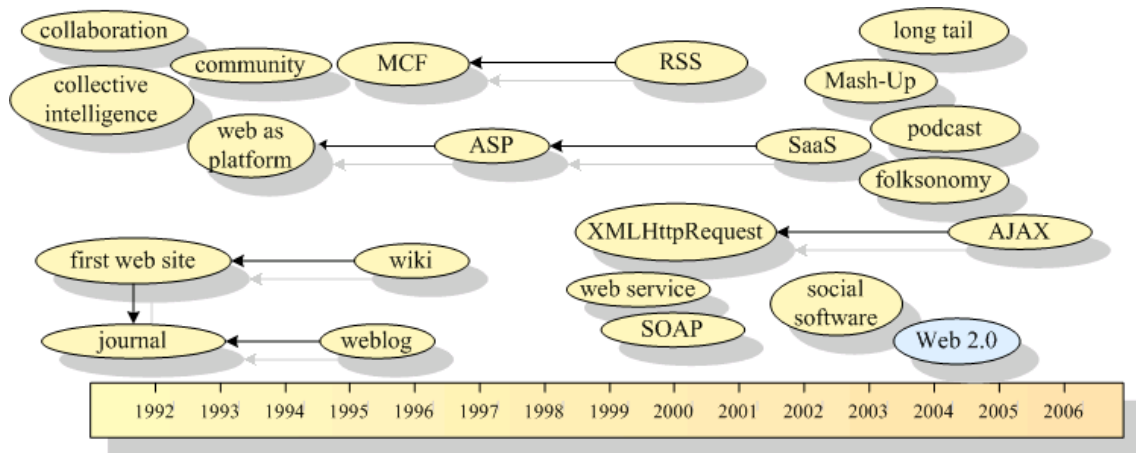 collaboration
collective
intelligence
community
MCF
RSS
long tail
Mash-Up
web as
platform
ASP
SaaS
podcast
folksonomy
first web site
wiki
XMLHttpRequest
AJAX
web service
SOAP
social
software
journal
weblog
Web 2.0
1992 1993 1994 1995 1996 1997 1998 1999 2000 2001 2002 2003 2004 2005 2006